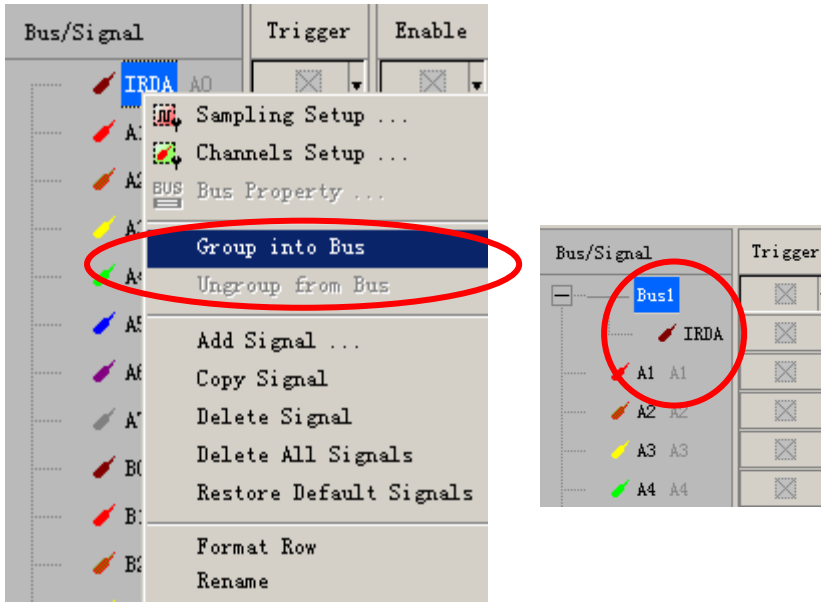 Bus/Signal Trigger Enable
IRDA A0
Sampling Setup ...
Channels Setup ...
BUS Bus Property ...
Group into Bus
Ungroup from Bus
Add Signal ...
Copy Signal
Delete Signal
Delete All Signals
Restore Default Signals
Format Row
Rename
Bus/Signal Trigger
Bus1
IRDA
A1 A1
A2 A2
A3 A3
A4 A4